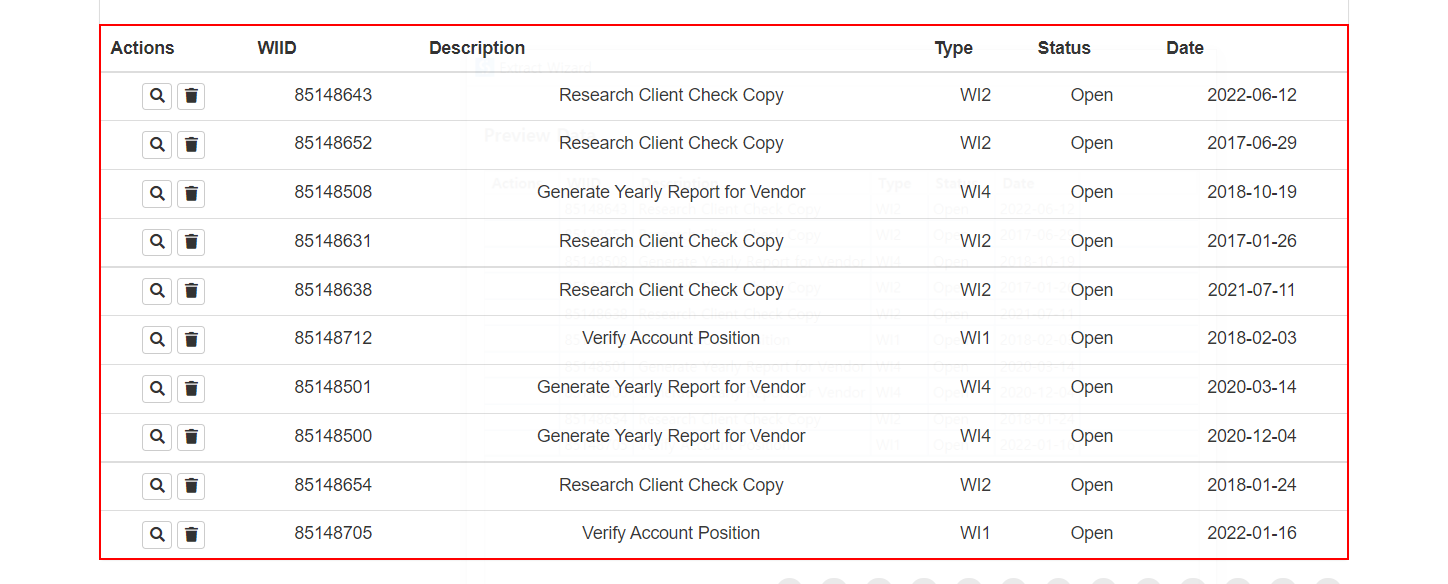 Actions WIID Description Type Status Date
85148643 Research Client Check Copy WI2 Open 2022-06-12
85148652 Research Client Check Copy WI2 Open 2017-06-29
85148508 Generate Yearly Report for Vendor WI4 Open 2018-10-19
85148631 Research Client Check Copy WI2 Open 2017-01-26
85148638 Research Client Check Copy WI2 Open 2021-07-11
85148712 Verify Account Position WI1 Open 2018-02-03
85148501 Generate Yearly Report for Vendor WI4 Open 2020-03-14
85148500 Generate Yearly Report for Vendor WI4 Open 2020-12-04
85148654 Research Client Check Copy WI2 Open 2018-01-24
85148705 Verify Account Position WI1 Open 2022-01-16